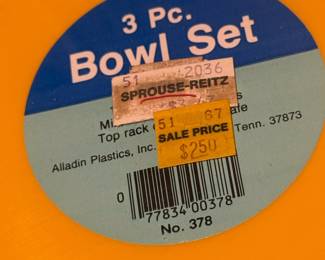 3 Pc.
Bowl Set
51 2036
SPROUSE-REITZ
Top rack
51 87
SALE PRICE
$250
Alladin Plastics, Inc.
Tenn. 37873
0 77834 00378
No. 378